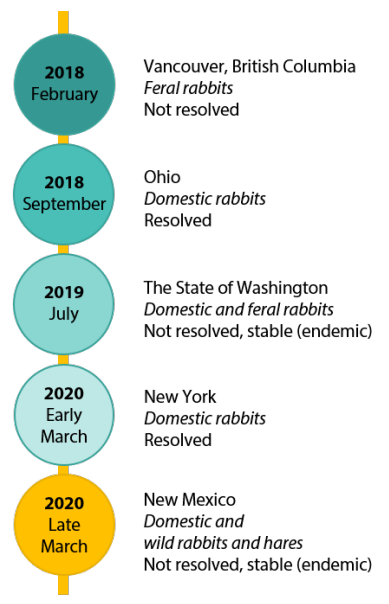 2018
February
Vancouver, British Columbia
Feral rabbits
Not resolved
2018
September
Ohio
Domestic rabbits
Resolved
2019
July
The State of Washington
Domestic and feral rabbits
Not resolved, stable (endemic)
2020
Early
March
New York
Domestic rabbits
Resolved
2020
Late
March
New Mexico
Domestic and
wild rabbits and hares
Not resolved, stable (endemic)